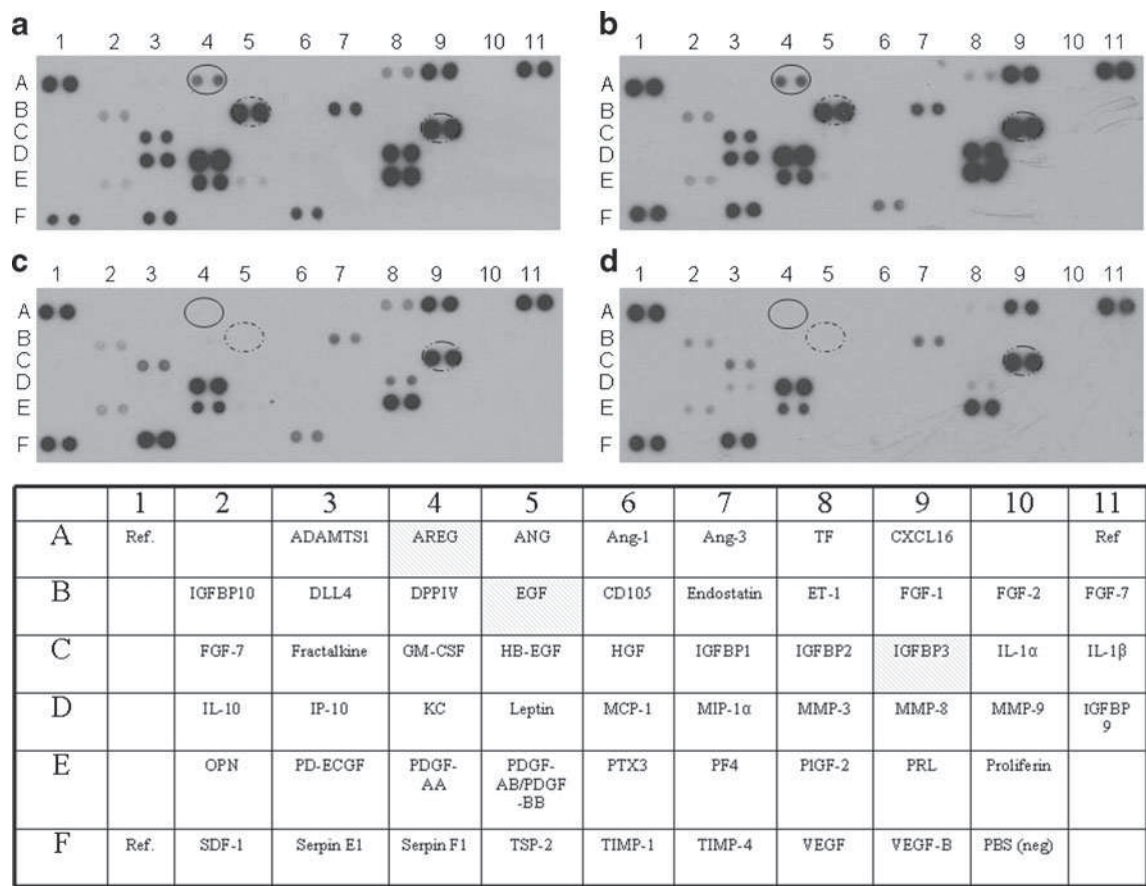 a
1 2 3 4 5 6 7 8 9 10 11
A
B
C
D
E
F
b
1 2 3 4 5 6 7 8 9 10 11
A
B
C
D
E
F
c
1 2 3 4 5 6 7 8 9 10 11
A
B
C
D
E
F
d
1 2 3 4 5 6 7 8 9 10 11
A
B
C
D
E
F
1 2 3 4 5 6 7 8 9 10 11
A Ref. ADAMTS1 AREG ANG Ang-1 Ang-3 TF CXCL16 Ref
B IGFBP10 DLL4 DPPIV EGF CD105 Endostatin ET-1 FGF-1 FGF-2 FGF-7
C FGF-7 Fractalkine GM-CSF HB-EGF HGF IGFBP1 IGFBP2 IGFBP3 IL-1α IL-1β
D IL-10 IP-10 KC Leptin MCP-1 MIP-1α MMP-3 MMP-8 MMP-9 IGFBP
9
E OPN PD-ECGF PDGF- PDGF- PTX3 PF4 PlGF-2 PRL Proliferin
AA AB/PDGF
-BB
F Ref. SDF-1 Serpin E1 Serpin F1 TSP-2 TIMP-1 TIMP-4 VEGF VEGF-B PBS (neg)